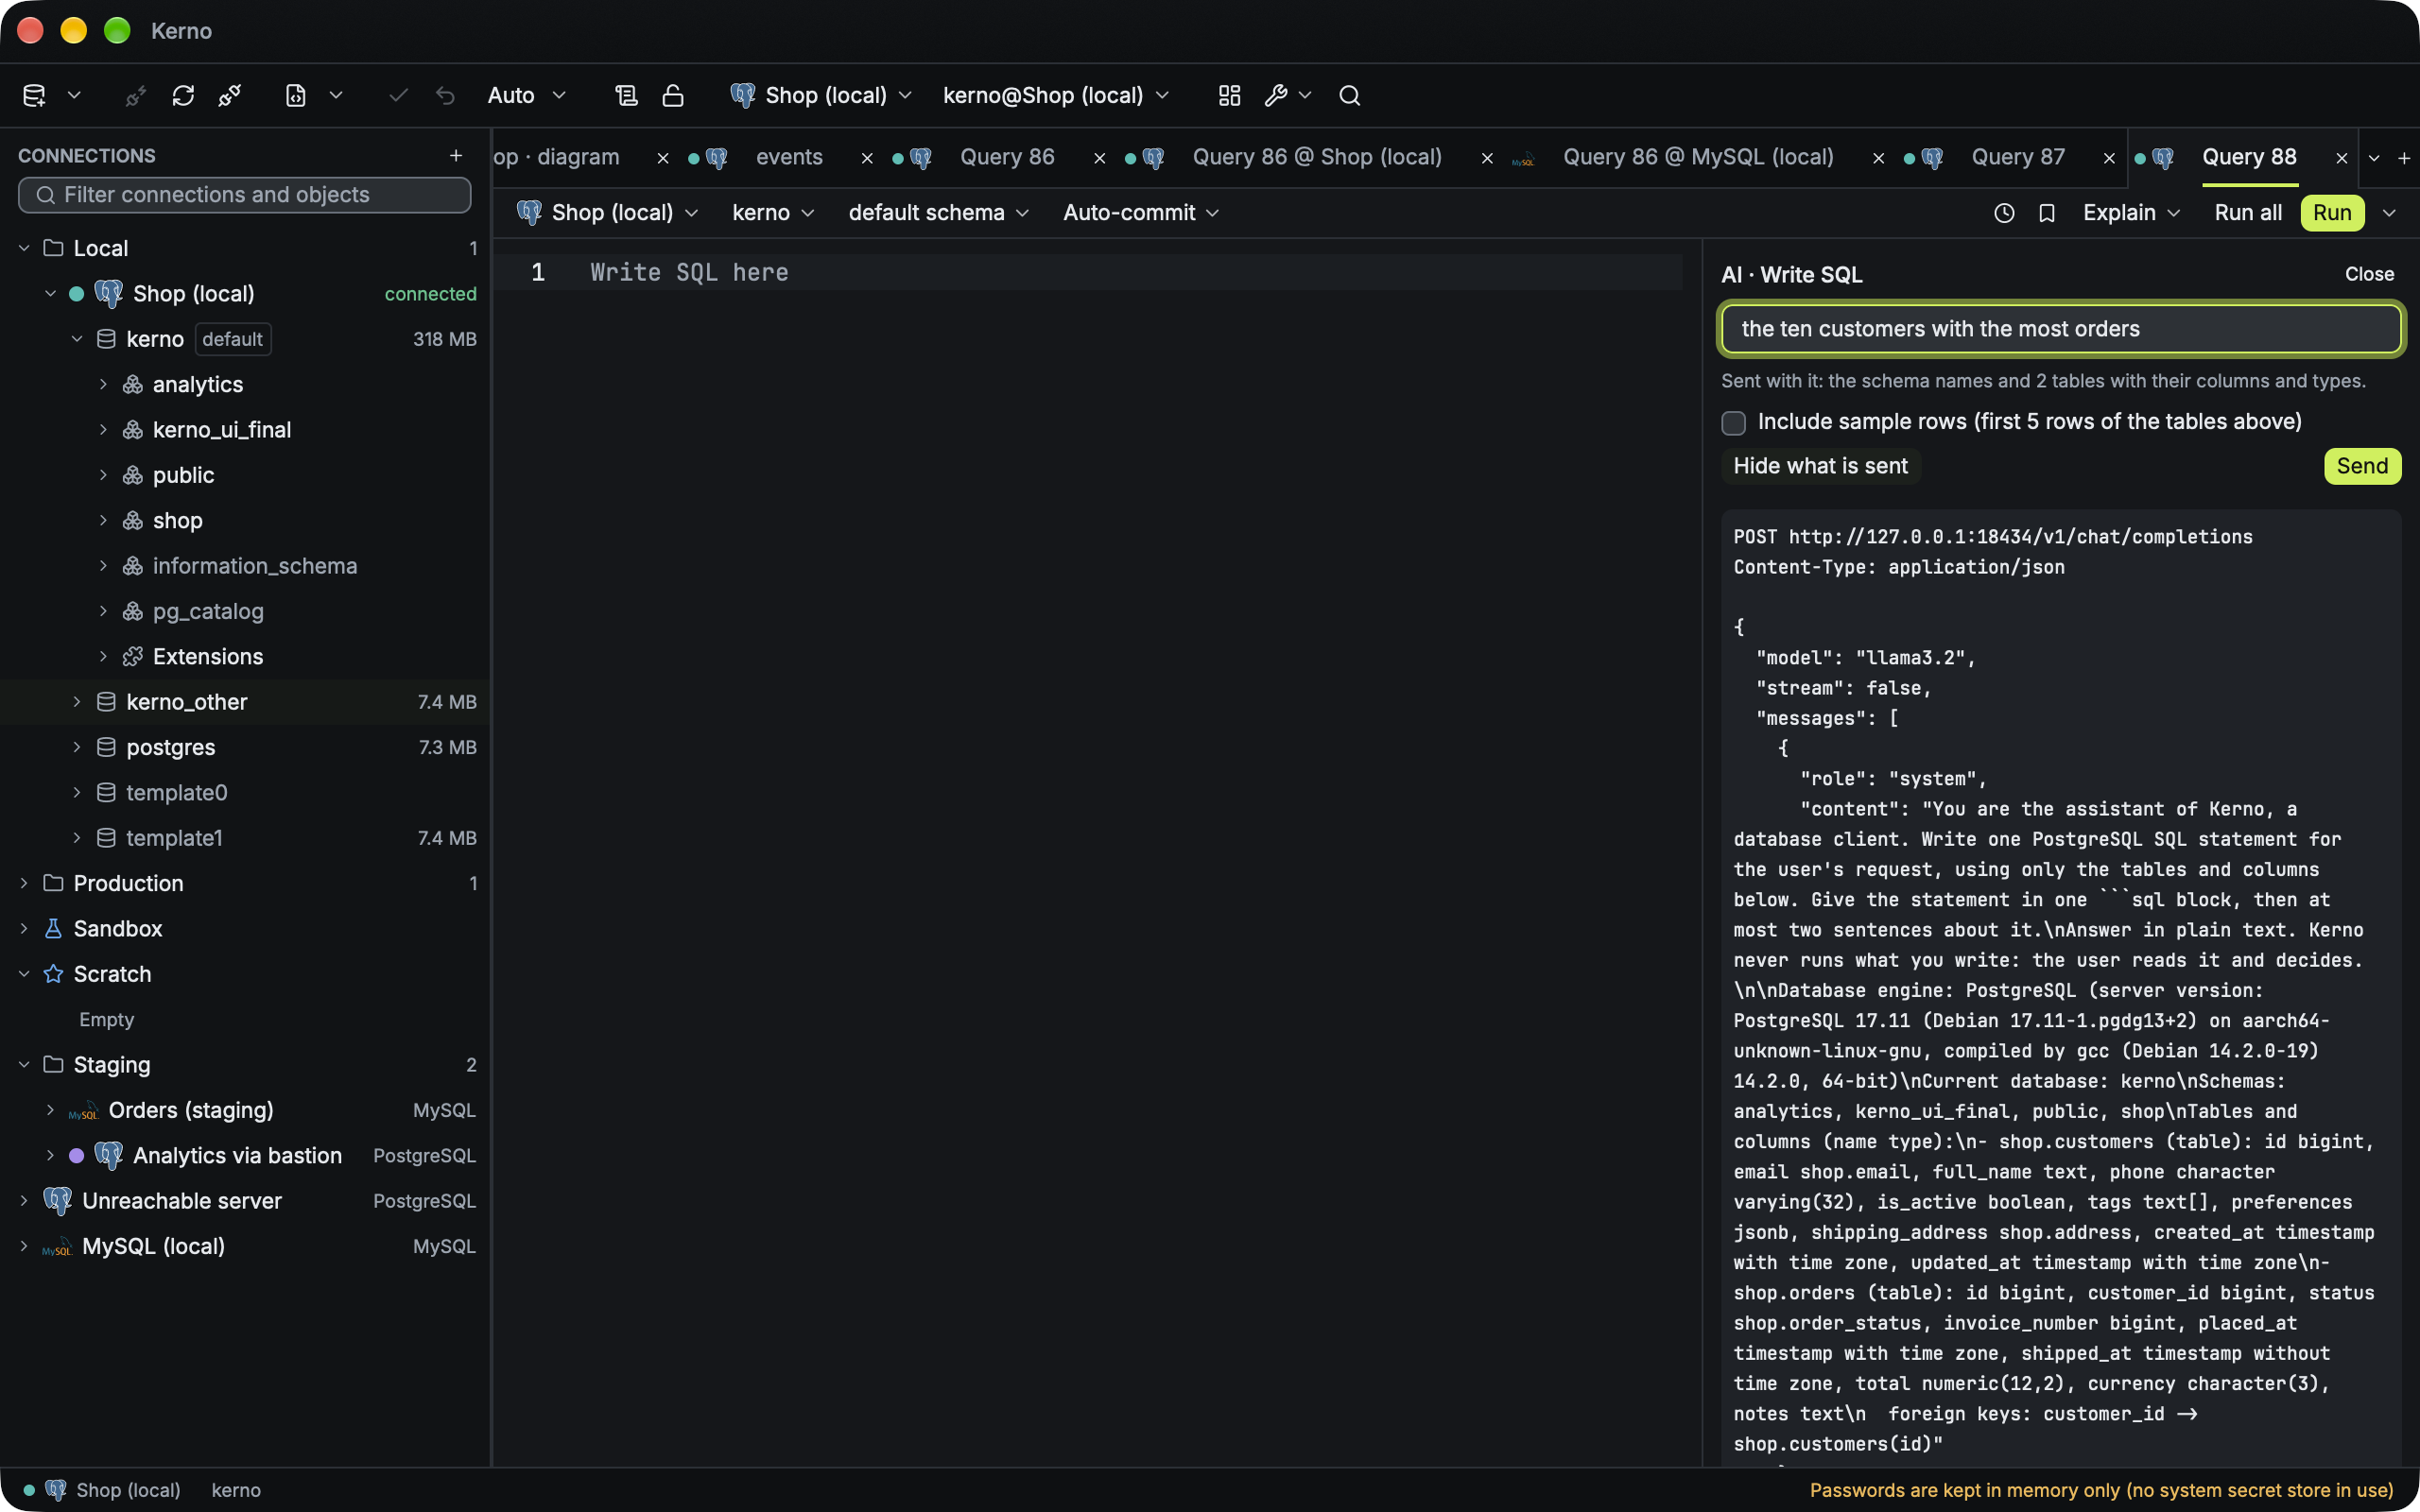 Kerno
Auto
Shop (local)
kerno@Shop (local)
CONNECTIONS
Filter connections and objects
Local 1
Shop (local) connected
kerno default 318 MB
analytics
kerno_ui_final
public
shop
information_schema
pg_catalog
Extensions
kerno_other 7.4 MB
postgres 7.3 MB
template0
template1 7.4 MB
Production 1
Sandbox
Scratch
Empty
Staging 2
MySQL Orders (staging) MySQL
Analytics via bastion PostgreSQL
Unreachable server PostgreSQL
MySQL MySQL (local) MySQL
op · diagram
events
Query 86
Query 86 @ Shop (local)
MySQL Query 86 @ MySQL (local)
Query 87
Query 88
Shop (local) kerno default schema Auto-commit
Explain Run all Run
1 Write SQL here
AI · Write SQL Close
the ten customers with the most orders
Sent with it: the schema names and 2 tables with their columns and types.
Include sample rows (first 5 rows of the tables above)
Hide what is sent Send
POST http://127.0.0.1:18434/v1/chat/completions
Content-Type: application/json
{
"model": "llama3.2",
"stream": false,
"messages": [
{
"role": "system",
"content": "You are the assistant of Kerno, a
database client. Write one PostgreSQL SQL statement for
the user's request, using only the tables and columns
below. Give the statement in one ```sql block, then at
most two sentences about it.\nAnswer in plain text. Kerno
never runs what you write: the user reads it and decides.
\n\nDatabase engine: PostgreSQL (server version:
PostgreSQL 17.11 (Debian 17.11-1.pgdg13+2) on aarch64-
unknown-linux-gnu, compiled by gcc (Debian 14.2.0-19)
14.2.0, 64-bit)\nCurrent database: kerno\nSchemas:
analytics, kerno_ui_final, public, shop\nTables and
columns (name type):\n- shop.customers (table): id bigint,
email shop.email, full_name text, phone character
varying(32), is_active boolean, tags text[], preferences
jsonb, shipping_address shop.address, created_at timestamp
with time zone, updated_at timestamp with time zone\n-
shop.orders (table): id bigint, customer_id bigint, status
shop.order_status, invoice_number bigint, placed_at
timestamp with time zone, shipped_at timestamp without
time zone, total numeric(12,2), currency character(3),
notes text\n  foreign keys: customer_id ->
shop.customers(id)"
Shop (local) kerno
Passwords are kept in memory only (no system secret store in use)